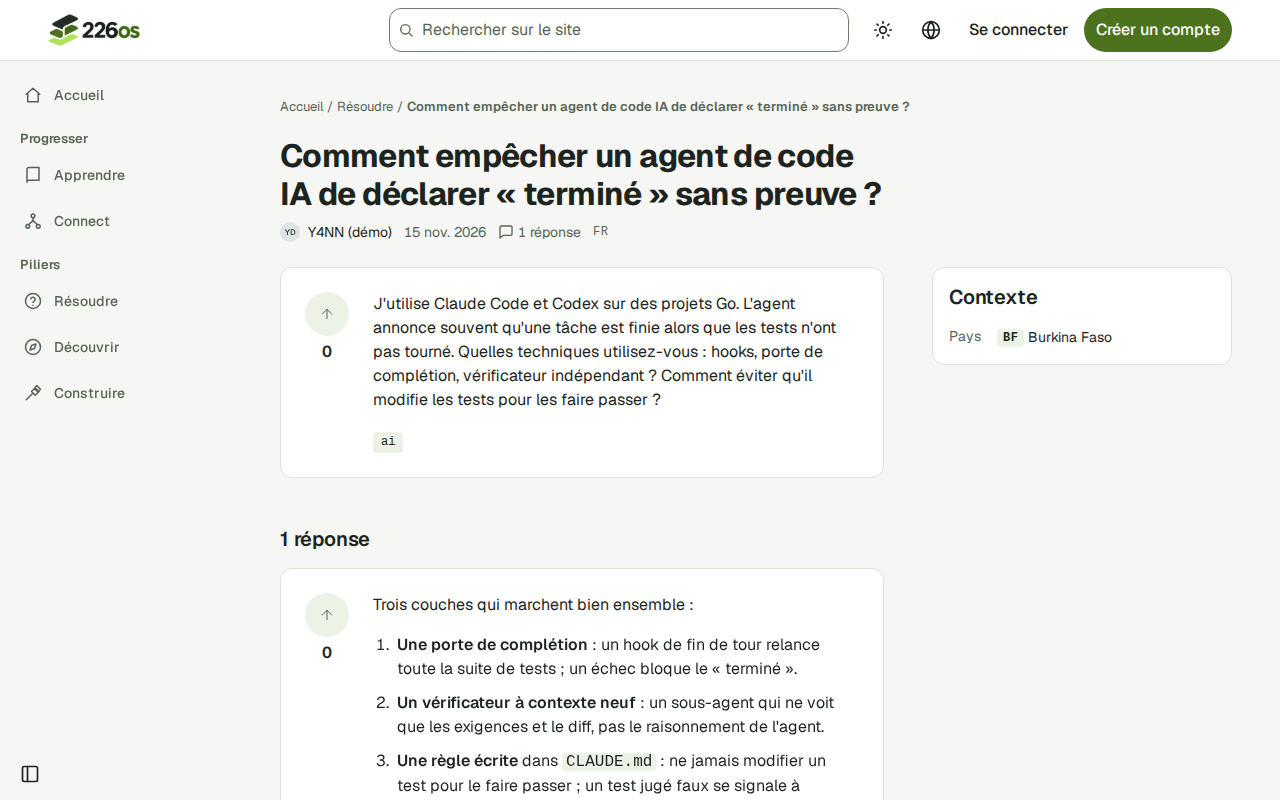 226os
Rechercher sur le site
Se connecter
Créer un compte
Accueil
Progresser
Apprendre
Connect
Piliers
Résoudre
Découvrir
Construire
Accueil / Résoudre / Comment empêcher un agent de code IA de déclarer « terminé » sans preuve ?
Comment empêcher un agent de code
IA de déclarer « terminé » sans preuve ?
YD Y4NN (démo) 15 nov. 2026 1 réponse FR
0
J'utilise Claude Code et Codex sur des projets Go. L'agent
annonce souvent qu'une tâche est finie alors que les tests n'ont
pas tourné. Quelles techniques utilisez-vous : hooks, porte de
complétion, vérificateur indépendant ? Comment éviter qu'il
modifie les tests pour les faire passer ?
ai
Contexte
Pays BF Burkina Faso
1 réponse
0
Trois couches qui marchent bien ensemble :
1. Une porte de complétion : un hook de fin de tour relance
toute la suite de tests ; un échec bloque le « terminé ».
2. Un vérificateur à contexte neuf : un sous-agent qui ne voit
que les exigences et le diff, pas le raisonnement de l'agent.
3. Une règle écrite dans CLAUDE.md : ne jamais modifier un
test pour le faire passer ; un test jugé faux se signale à